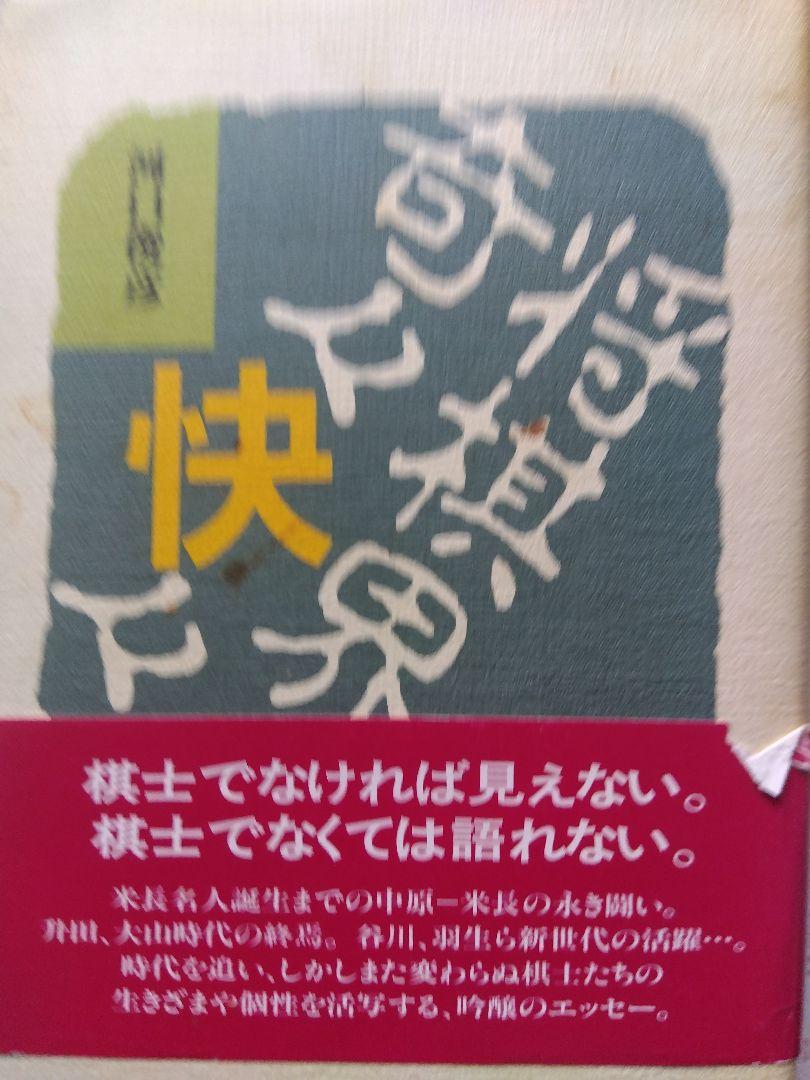 将棋界
奇々
快々
棋士でなければ見えない。
棋士でなくては語れない。
米長名人誕生までの中原−米長の永き闘い。
升田、大山時代の終焉。谷川、羽生ら新世代の活躍…。
時代を追い、しかしまた変わらぬ棋士たちの
生きざまや個性を活写する、吟醸のエッセー。